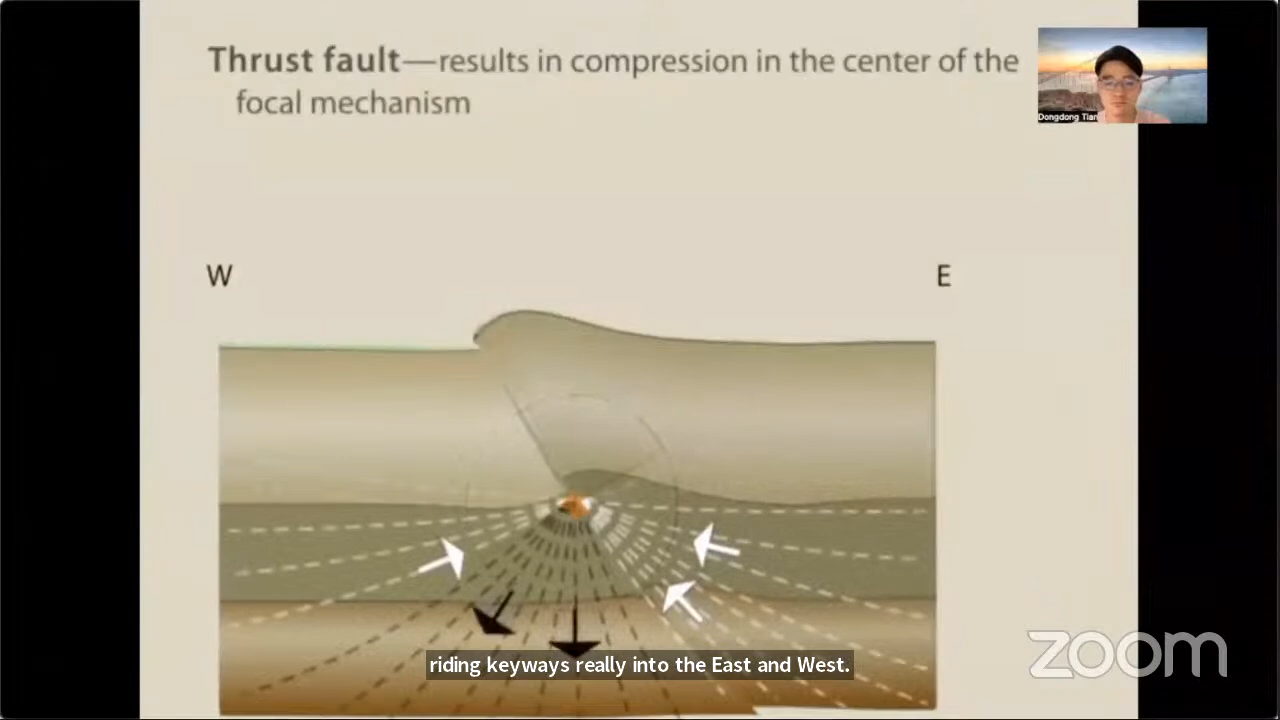 Thrust fault—results in compression in the center of the
focal mechanism
Dongdong Tian
W
E
riding keyways really into the East and West.
zoom